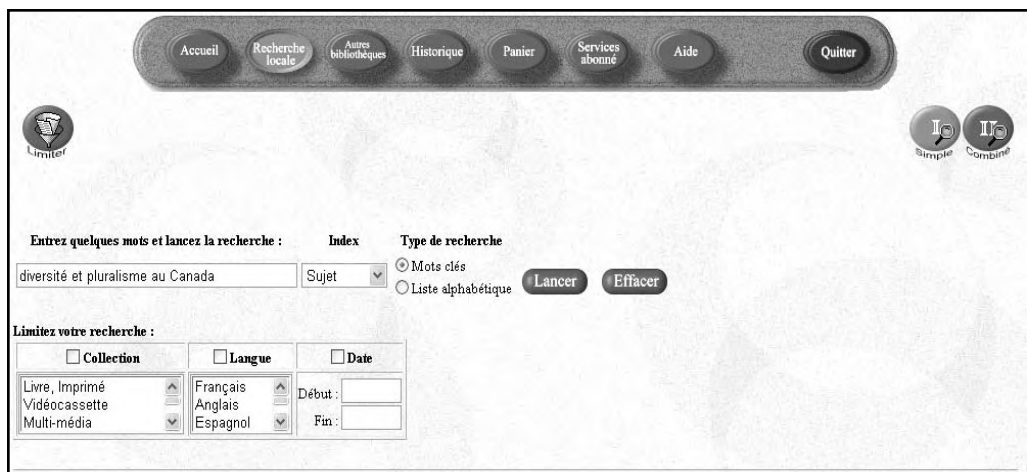 Accueil
Recherche
locale
Autres
bibliothèques
Historique
Panier
Services
abonné
Aide
Quitter
Limiter
Simple
Combiné
Entrez quelques mots et lancez la recherche :
Index
Type de recherche
diversité et pluralisme au Canada
Sujet
Mots clés
Liste alphabétique
Lancer
Effacer
Limitez votre recherche :
Collection
Langue
Date
Livre, Imprimé
Vidéocassette
Multi-média
Français
Anglais
Espagnol
Début :
Fin :